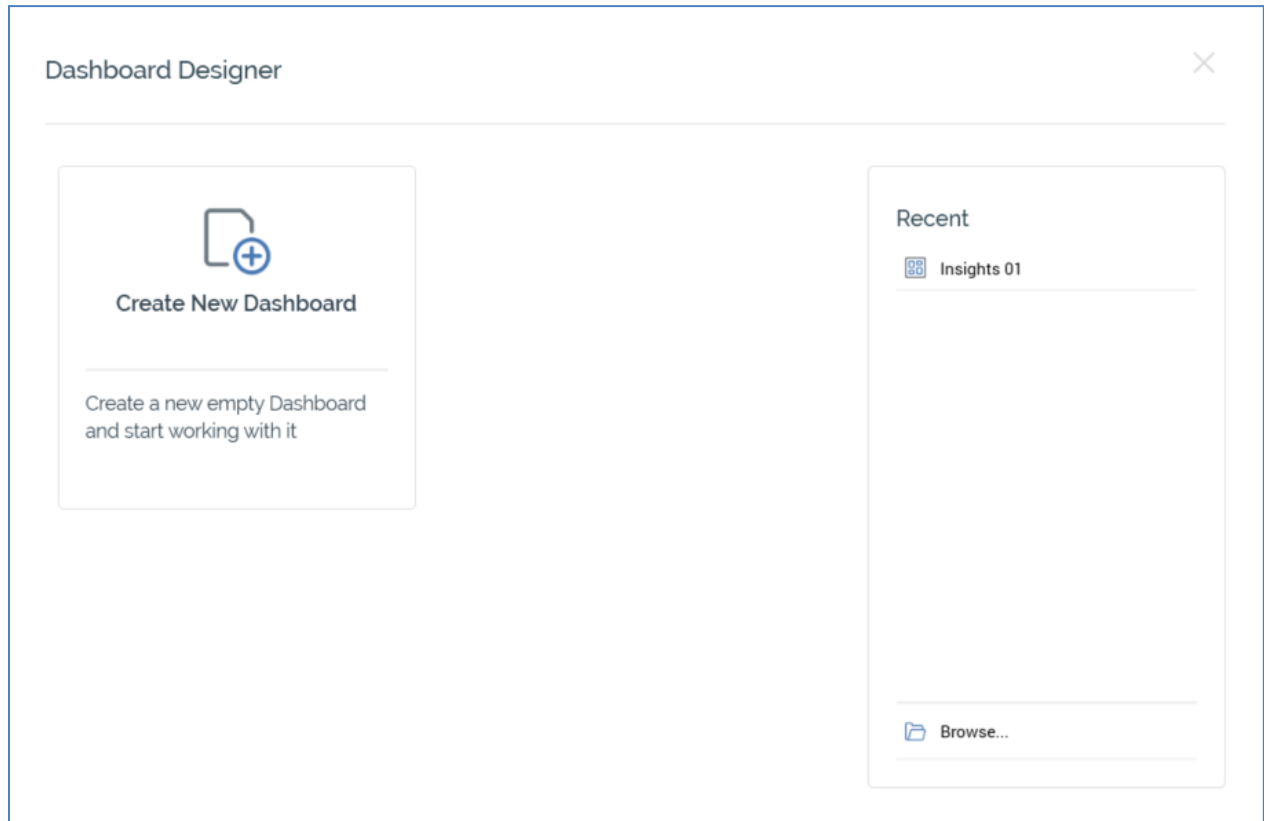 Dashboard Designer
Create New Dashboard
Create a new empty Dashboard
and start working with it
Recent
Insights 01
Browse...